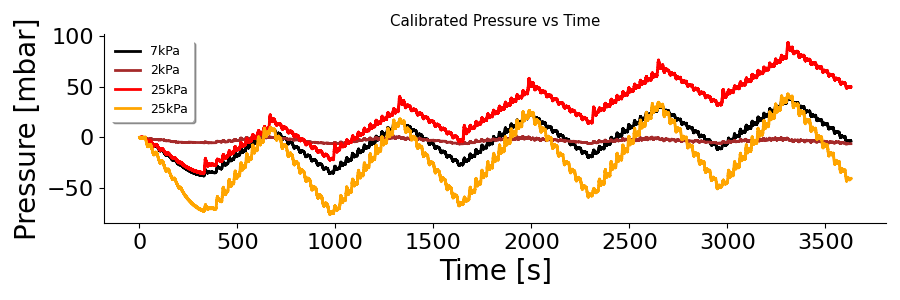 Calibrated Pressure vs Time
Pressure [mbar]
100
50
0
−50
7kPa
2kPa
25kPa
25kPa
0
500
1000
1500
2000
2500
3000
3500
Time [s]